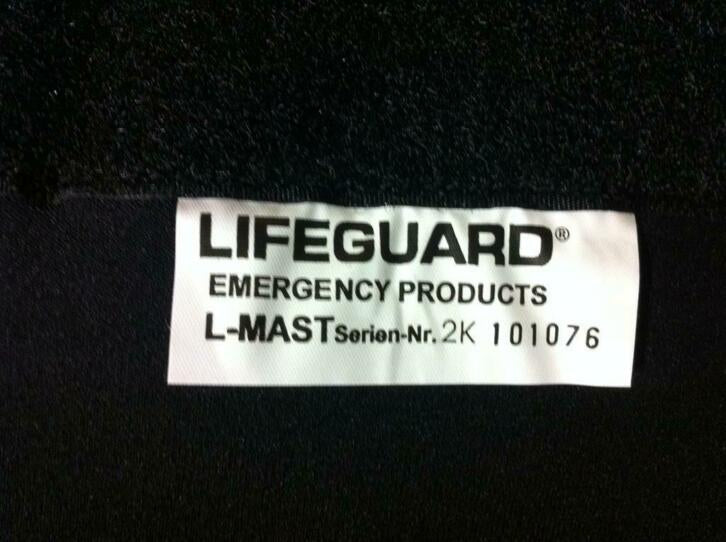 LIFEGUARD®
EMERGENCY PRODUCTS
L-MAST Serien-Nr. 2K 101076